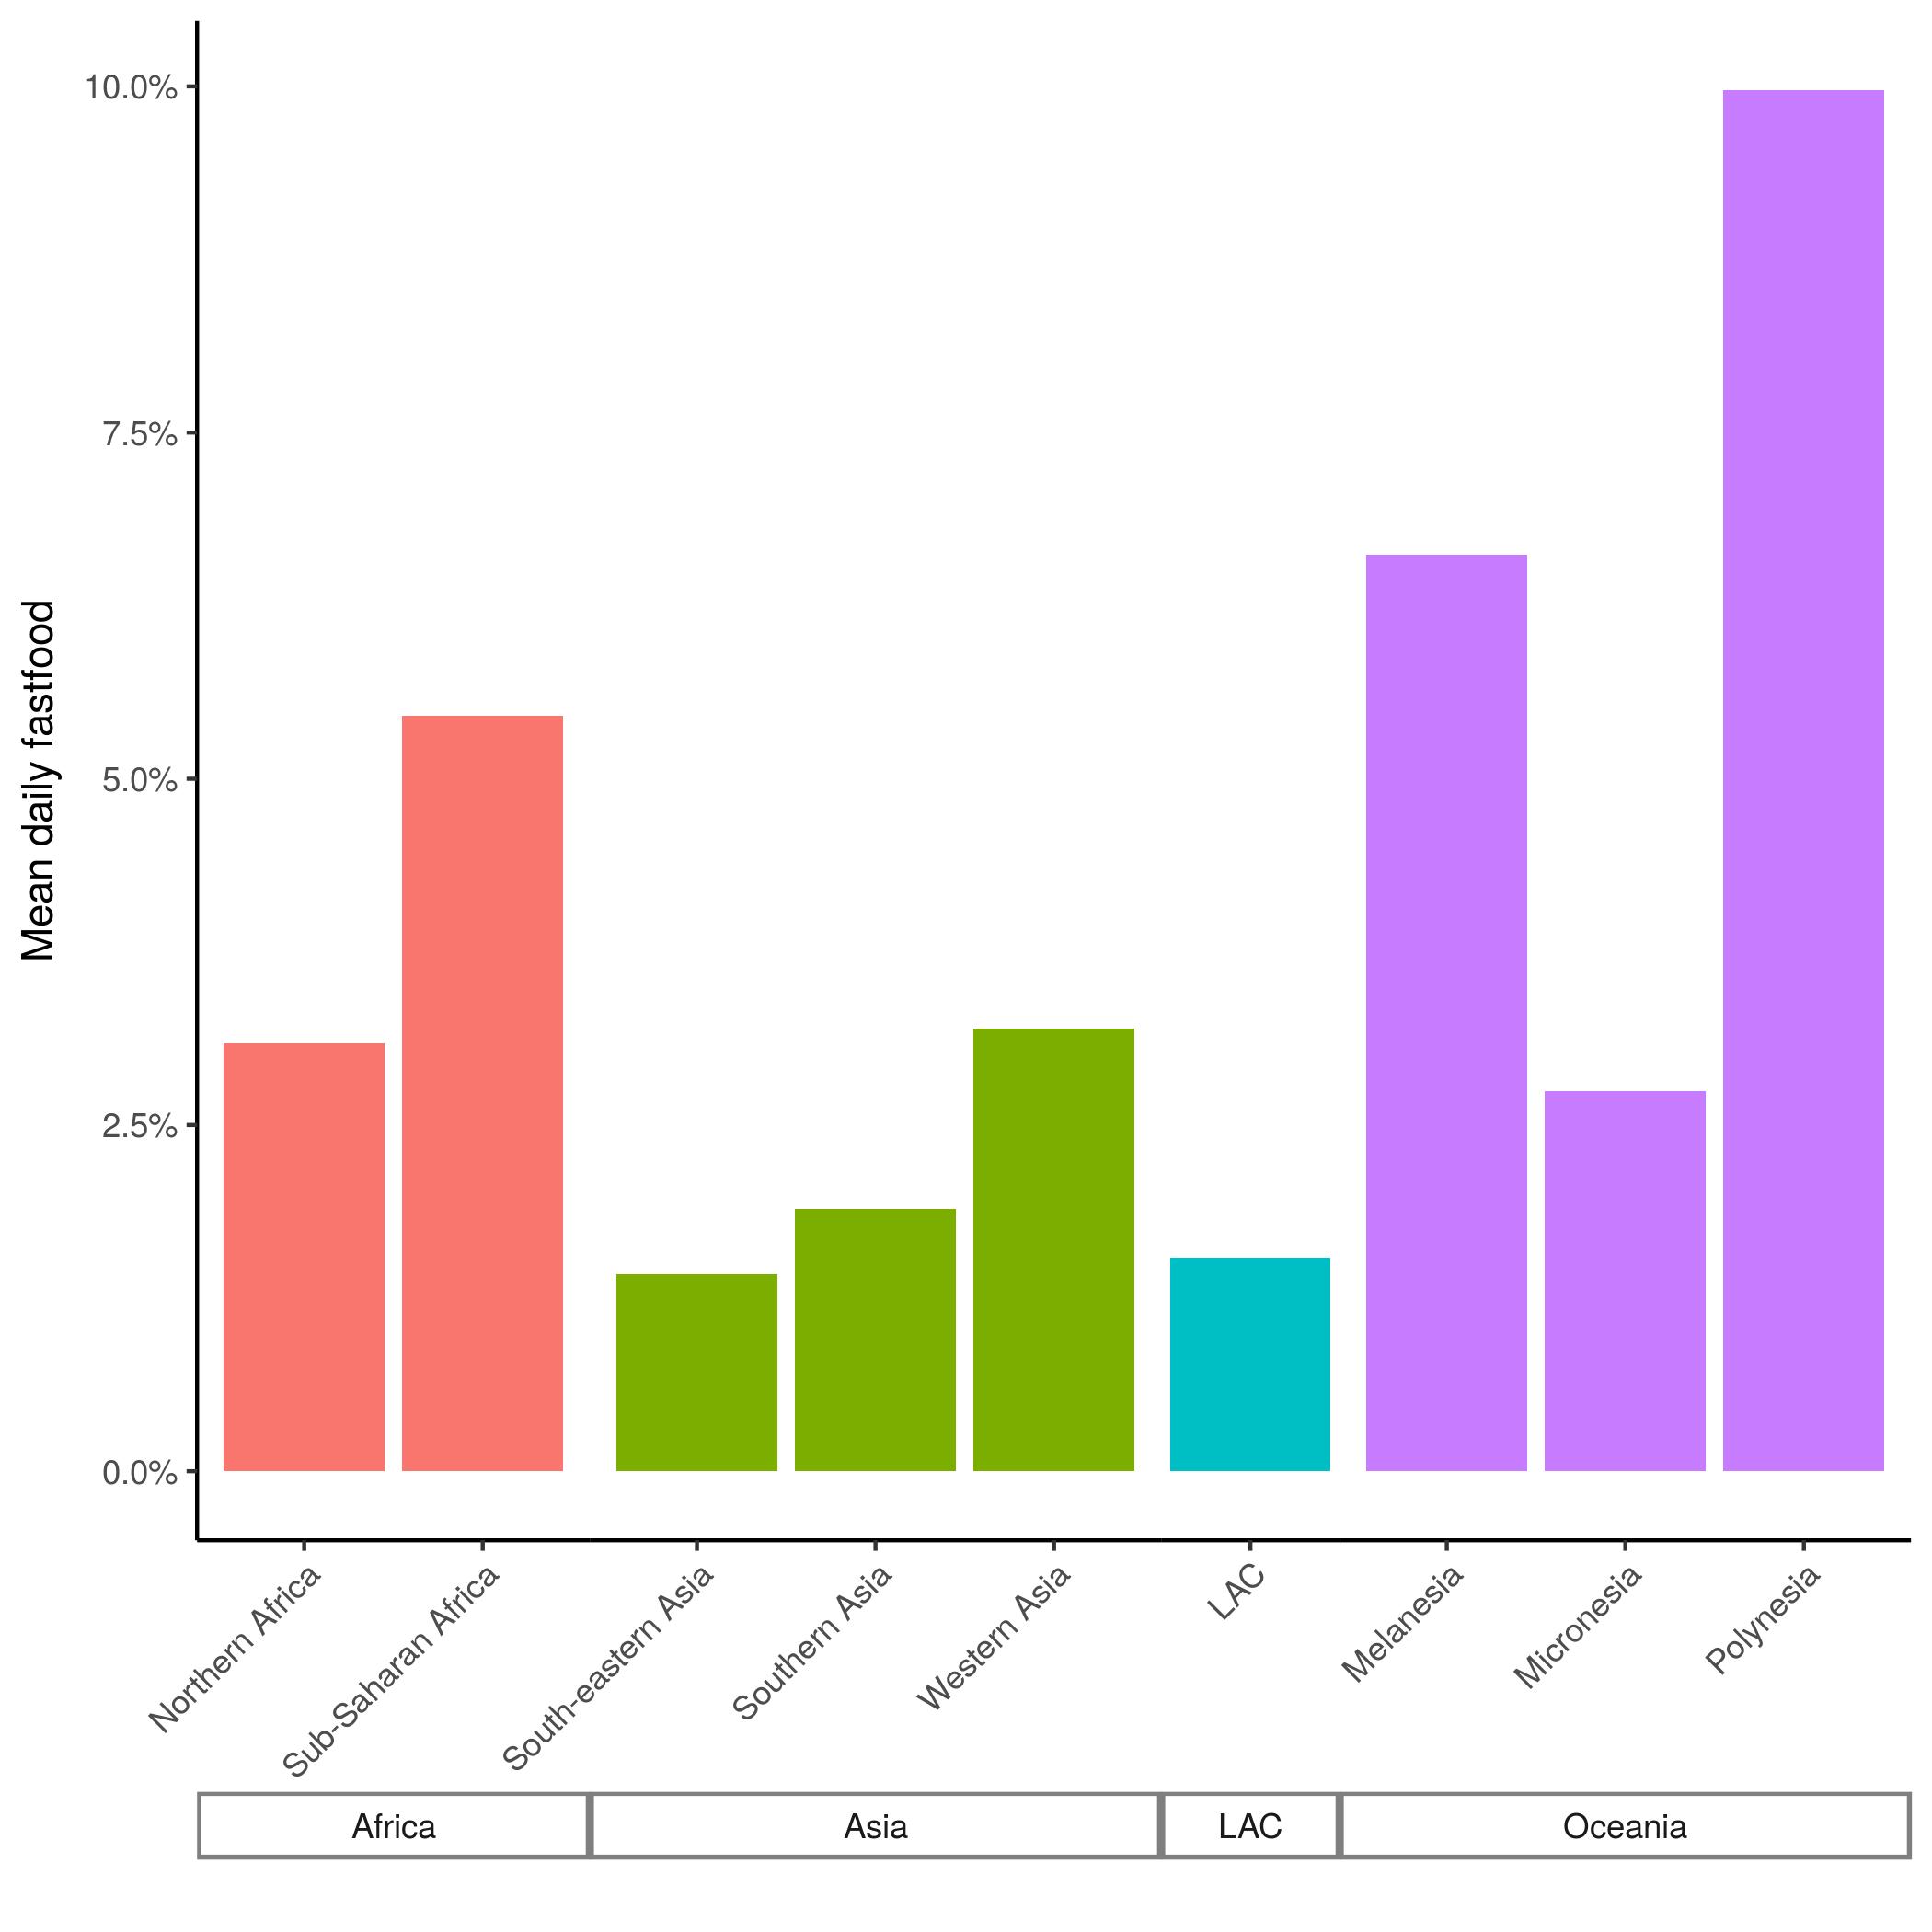 Mean daily fastfood
10.0%
7.5%
5.0%
2.5%
0.0%
Northern Africa
Sub-Saharan Africa
South-eastern Asia
Southern Asia
Western Asia
LAC
Melanesia
Micronesia
Polynesia
Africa
Asia
LAC
Oceania